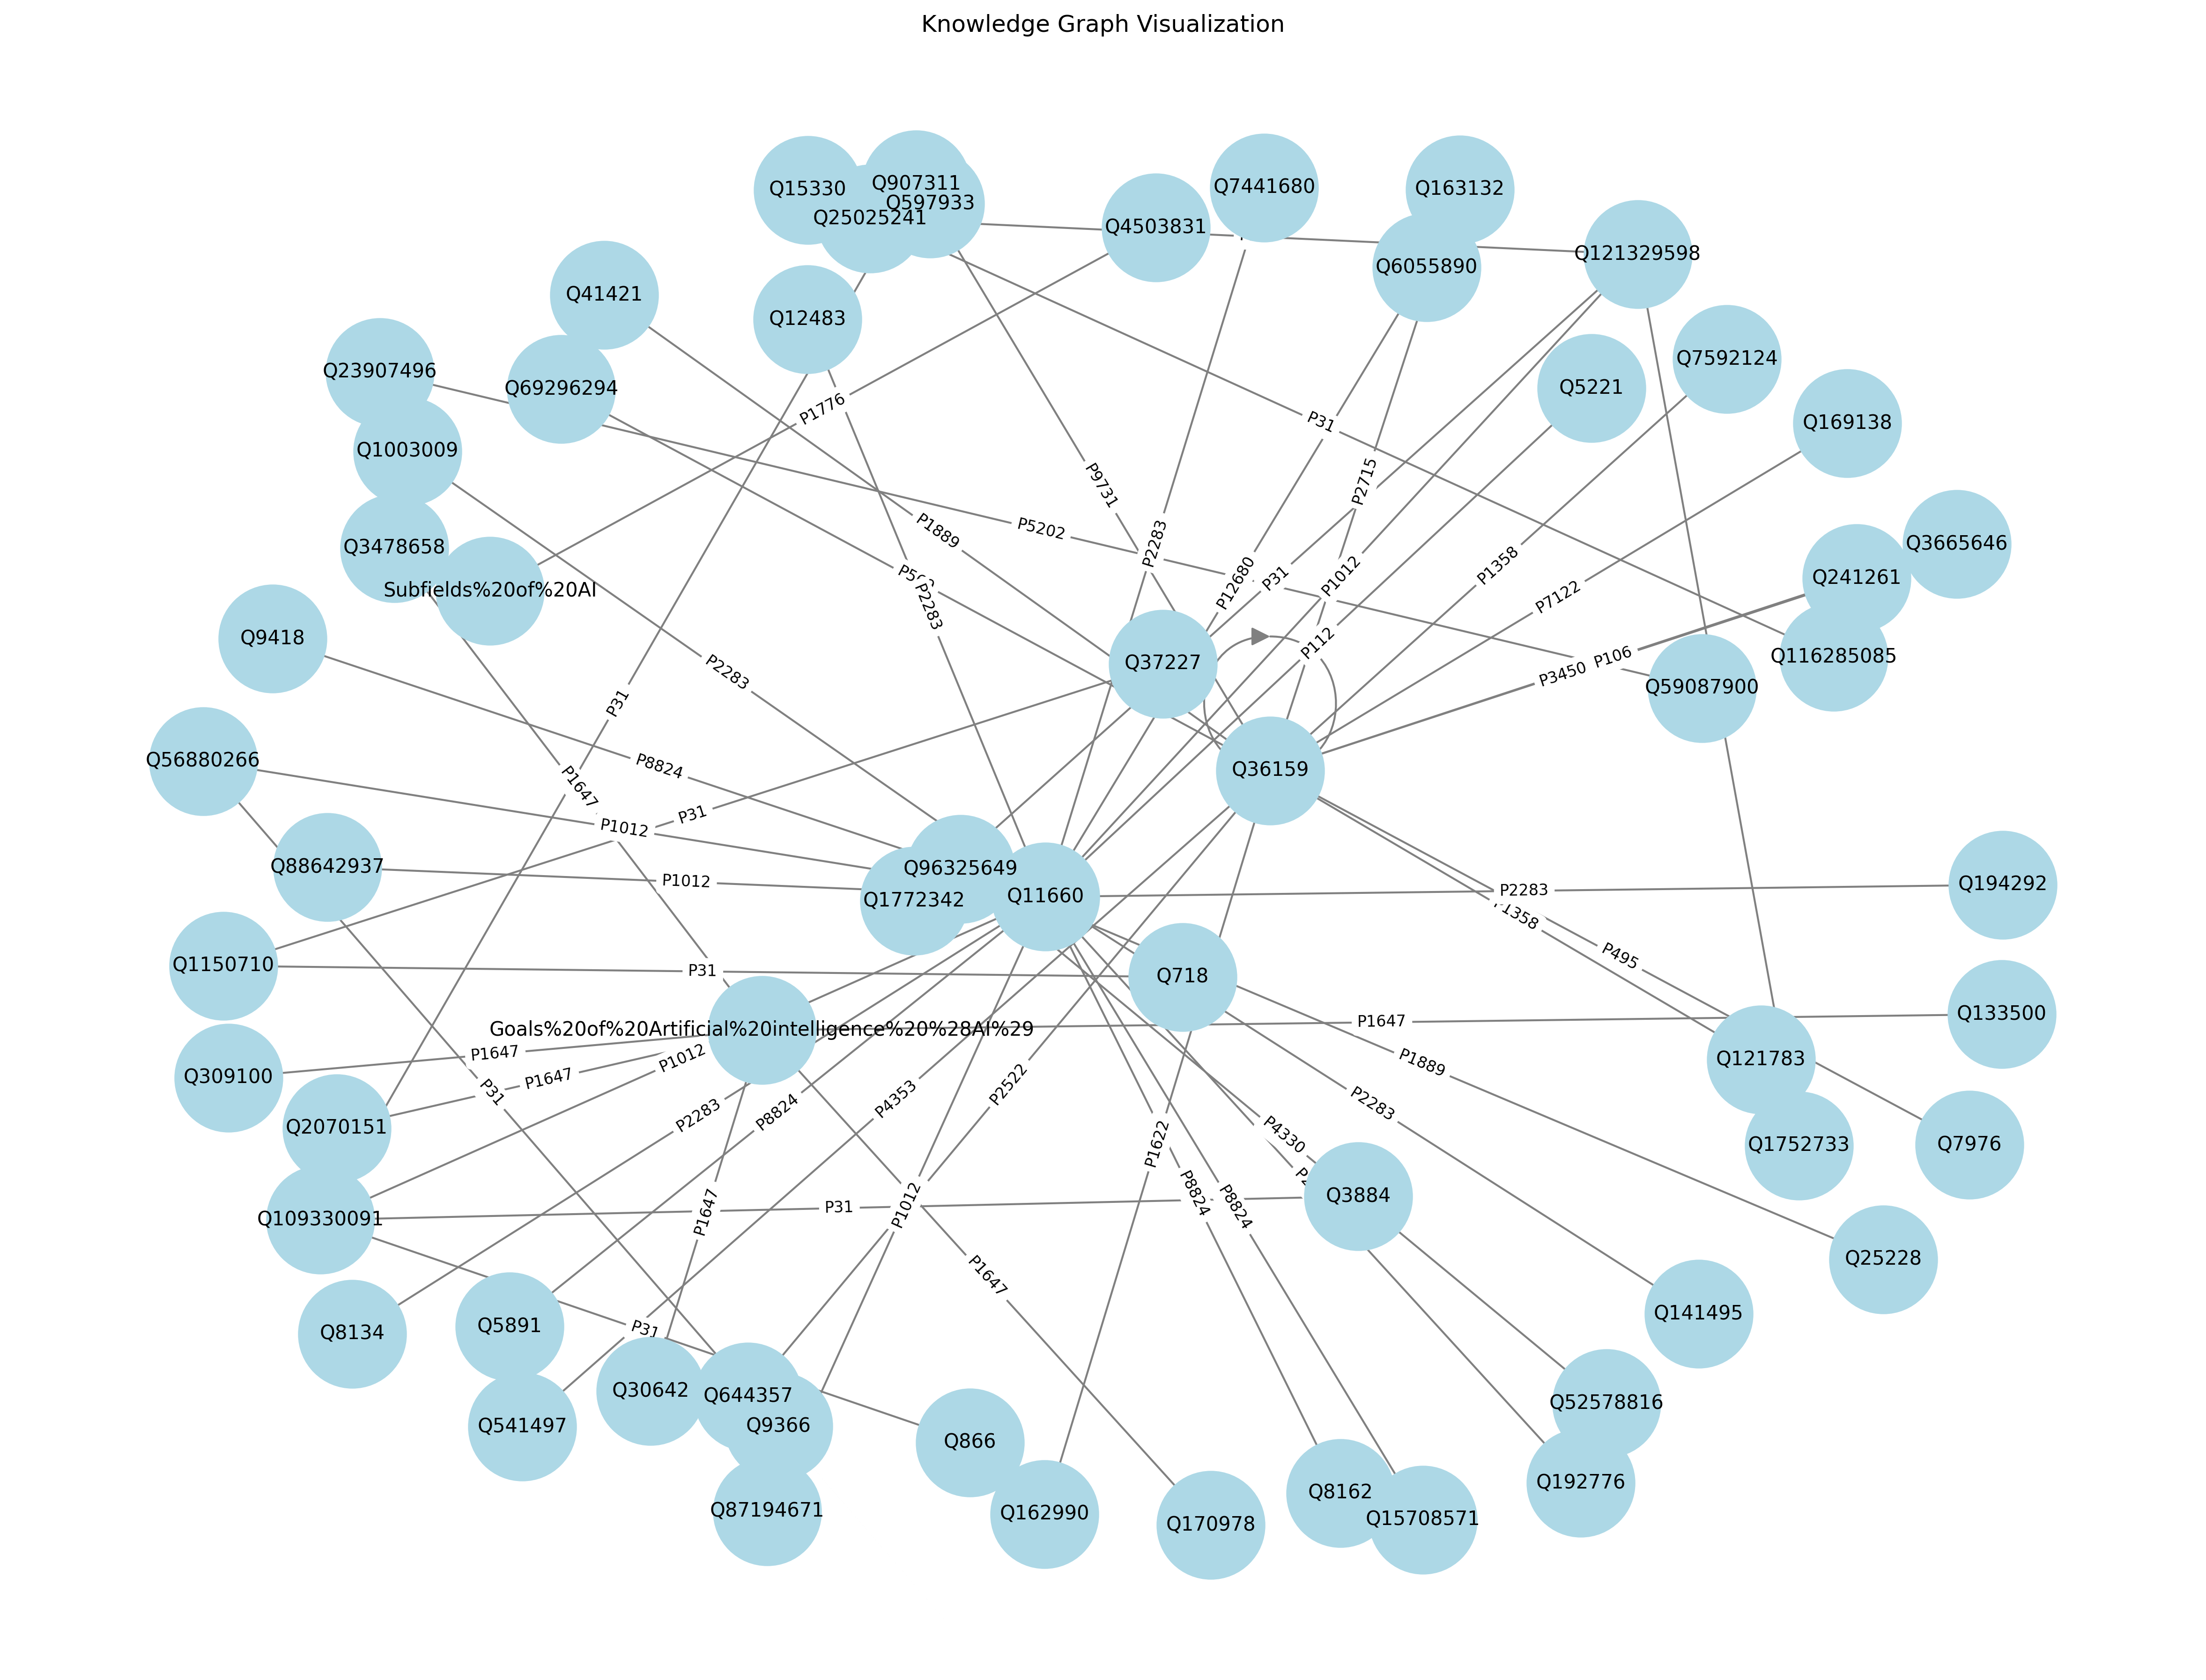 Knowledge Graph Visualization
Q15330
Q907311
Q597933
Q25025241
Q7441680
Q163132
Q4503831
Q121329598
Q6055890
Q41421
Q12483
Q7592124
Q23907496
Q69296294
Q5221
P1776
P31
Q169138
Q1003009
P9731
P2715
P1889
P5202
P2283
Q3478658
Q3665646
P1358
Q241261
P1012
P31
P12680
Subfields%20of%20AI
P2283
P7122
Q9418
P112
P106
Q116285085
Q37227
P2283
P3450
Q59087900
P31
Q56880266
P8824
Q36159
P1647
P31
P1012
Q88642937
Q96325649
P1012
Q1772342
Q11660
P2283
Q194292
P1358
P495
Q1150710
P31
Q718
Q133500
P1647
Goals%20of%20Artificial%20intelligence%20%28AI%29
P1647
P1012
Q121783
P1889
Q309100
P1647
P31
P2522
P4353
P2283
P8824
P2283
Q2070151
P4330
P1622
Q1752733
Q7976
P8824
P8824
Q3884
P1647
P1012
P31
Q109330091
Q25228
P1647
Q141495
Q8134
Q5891
P31
Q30642
Q644357
Q52578816
Q541497
Q9366
Q866
Q192776
Q8162
Q87194671
Q162990
Q170978
Q15708571